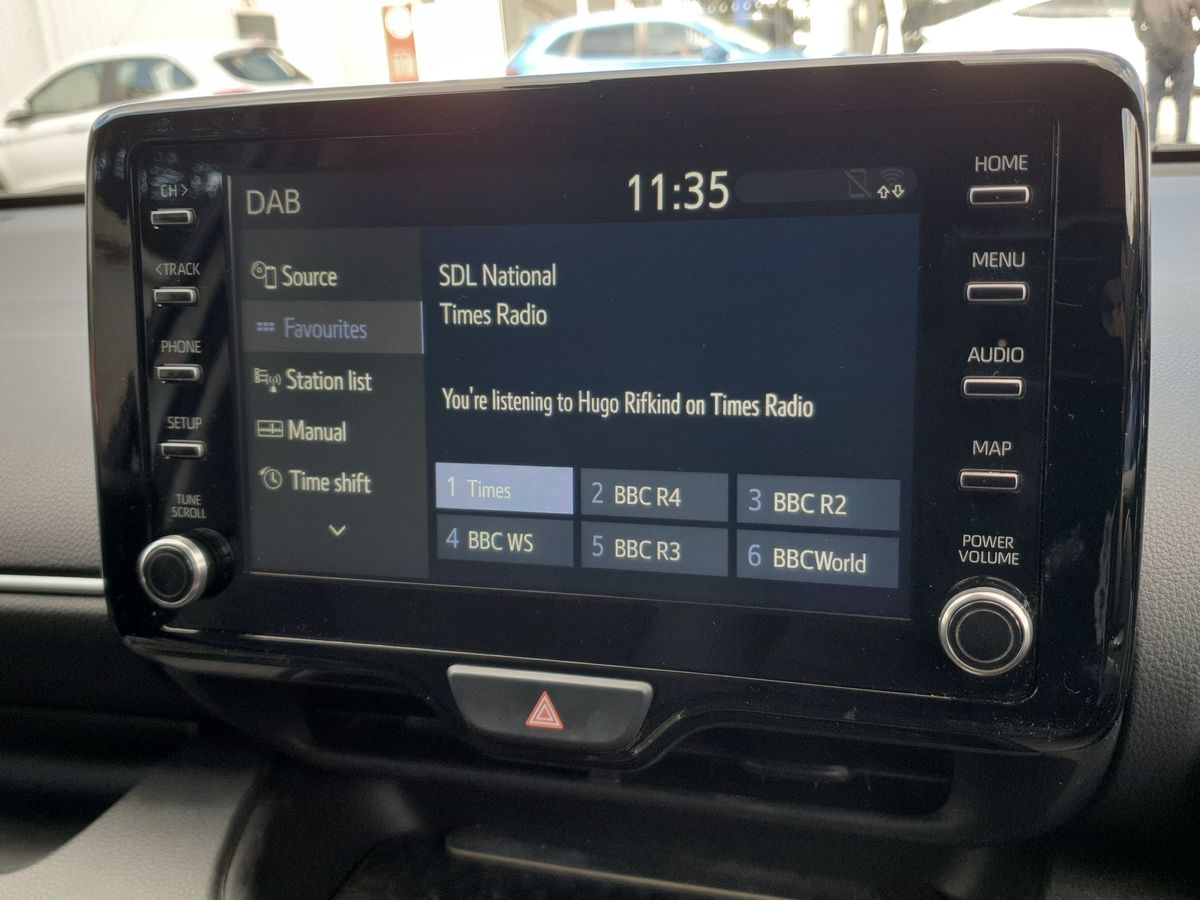 CH>
<TRACK
PHONE
SETUP
TUNE
SCROLL
DAB
11:35
Source
Favourites
Station list
Manual
Time shift
SDL National
Times Radio
You're listening to Hugo Rifkind on Times Radio
1 Times
2 BBC R4
3 BBC R2
4 BBC WS
5 BBC R3
6 BBCWorld
HOME
MENU
AUDIO
MAP
POWER
VOLUME